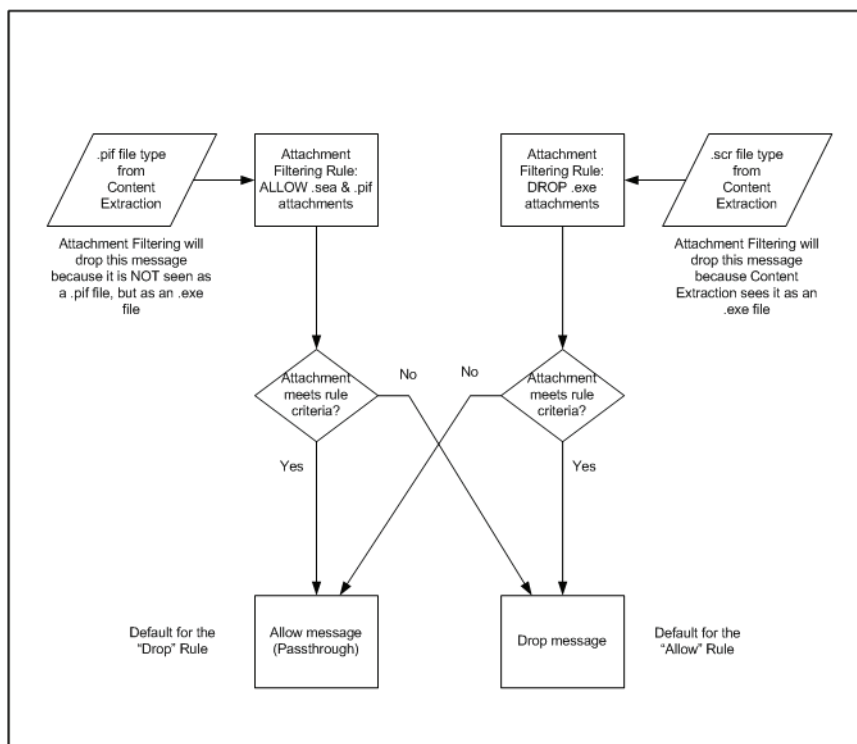 .pif file type
from
Content
Extraction
Attachment
Filtering Rule:
ALLOW .sea & .pif
attachments
Attachment
Filtering Rule:
DROP .exe
attachments
.scr file type
from
Content
Extraction
Attachment Filtering will
drop this message
because it is NOT seen as
a .pif file, but as an .exe
file
Attachment Filtering will
drop this message
because Content
Extraction sees it as an
.exe file
Attachment
meets rule
criteria?
No
No
Attachment
meets rule
criteria?
Yes
Yes
Default for the
“Drop” Rule
Allow message
(Passthrough)
Drop message
Default for the
“Allow” Rule